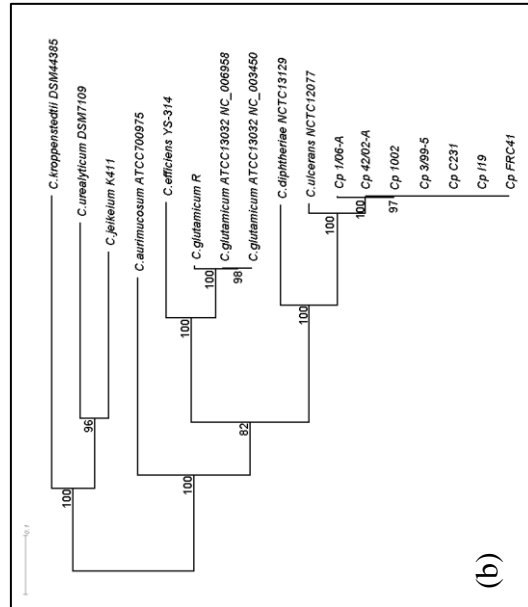 0.1
C.kroppenstedtii DSM44385
C.urealyticum DSM7109
C.jeikeium K411
C.aurimucosum ATCC700975
C.efficiens YS-314
C.glutamicum R
C.glutamicum ATCC13032 NC_006958
C.glutamicum ATCC13032 NC_003450
C.diphtheriae NCTC13129
C.ulcerans NCTC12077
Cp 1/06-A
Cp 42/02-A
Cp 1002
Cp 3/99-5
Cp C231
Cp I19
Cp FRC41
100
96
100
100
100
98
82
100
100
100
97
(b)